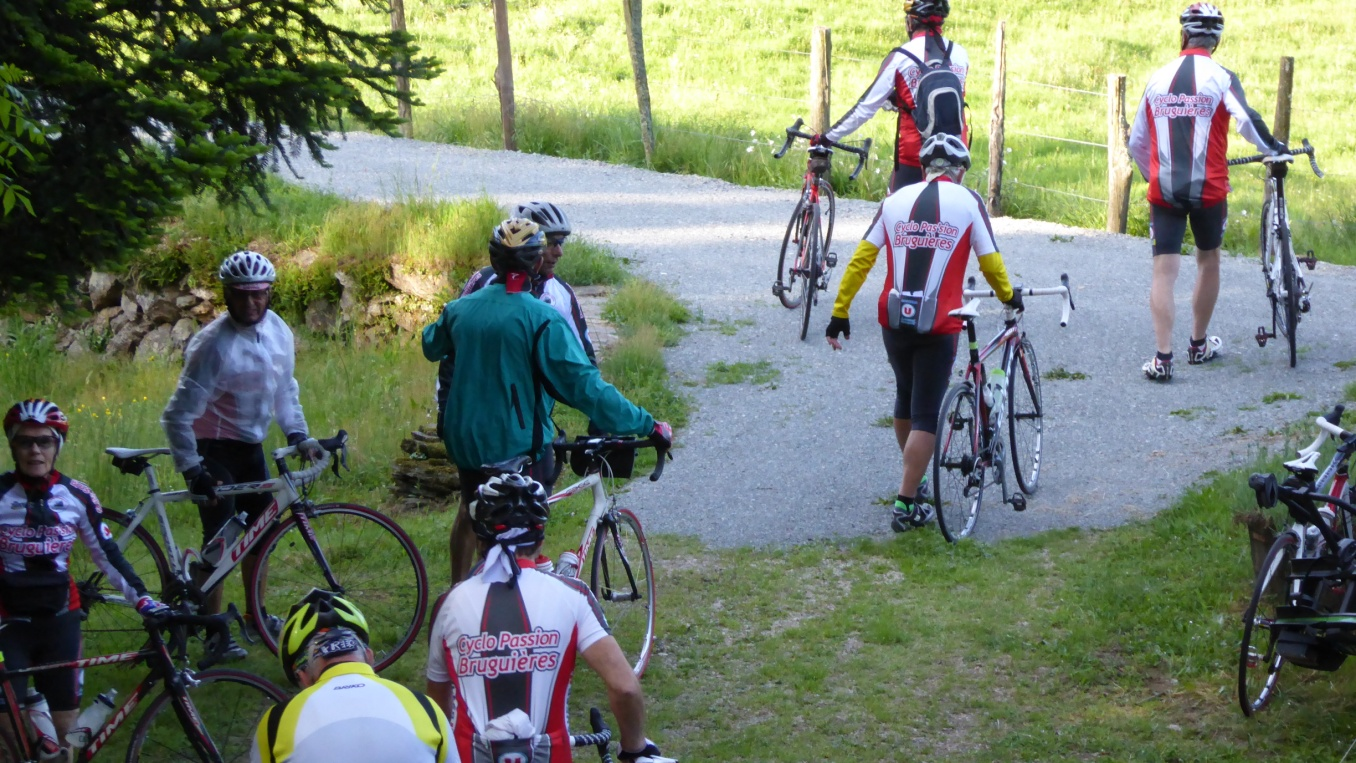 Cyclo Passion
Bruguières
Cyclo Passion
Bruguières
U
Cyclo Passion
Bruguières
TIME
TIME
Cyclo Passion
Bruguières
U